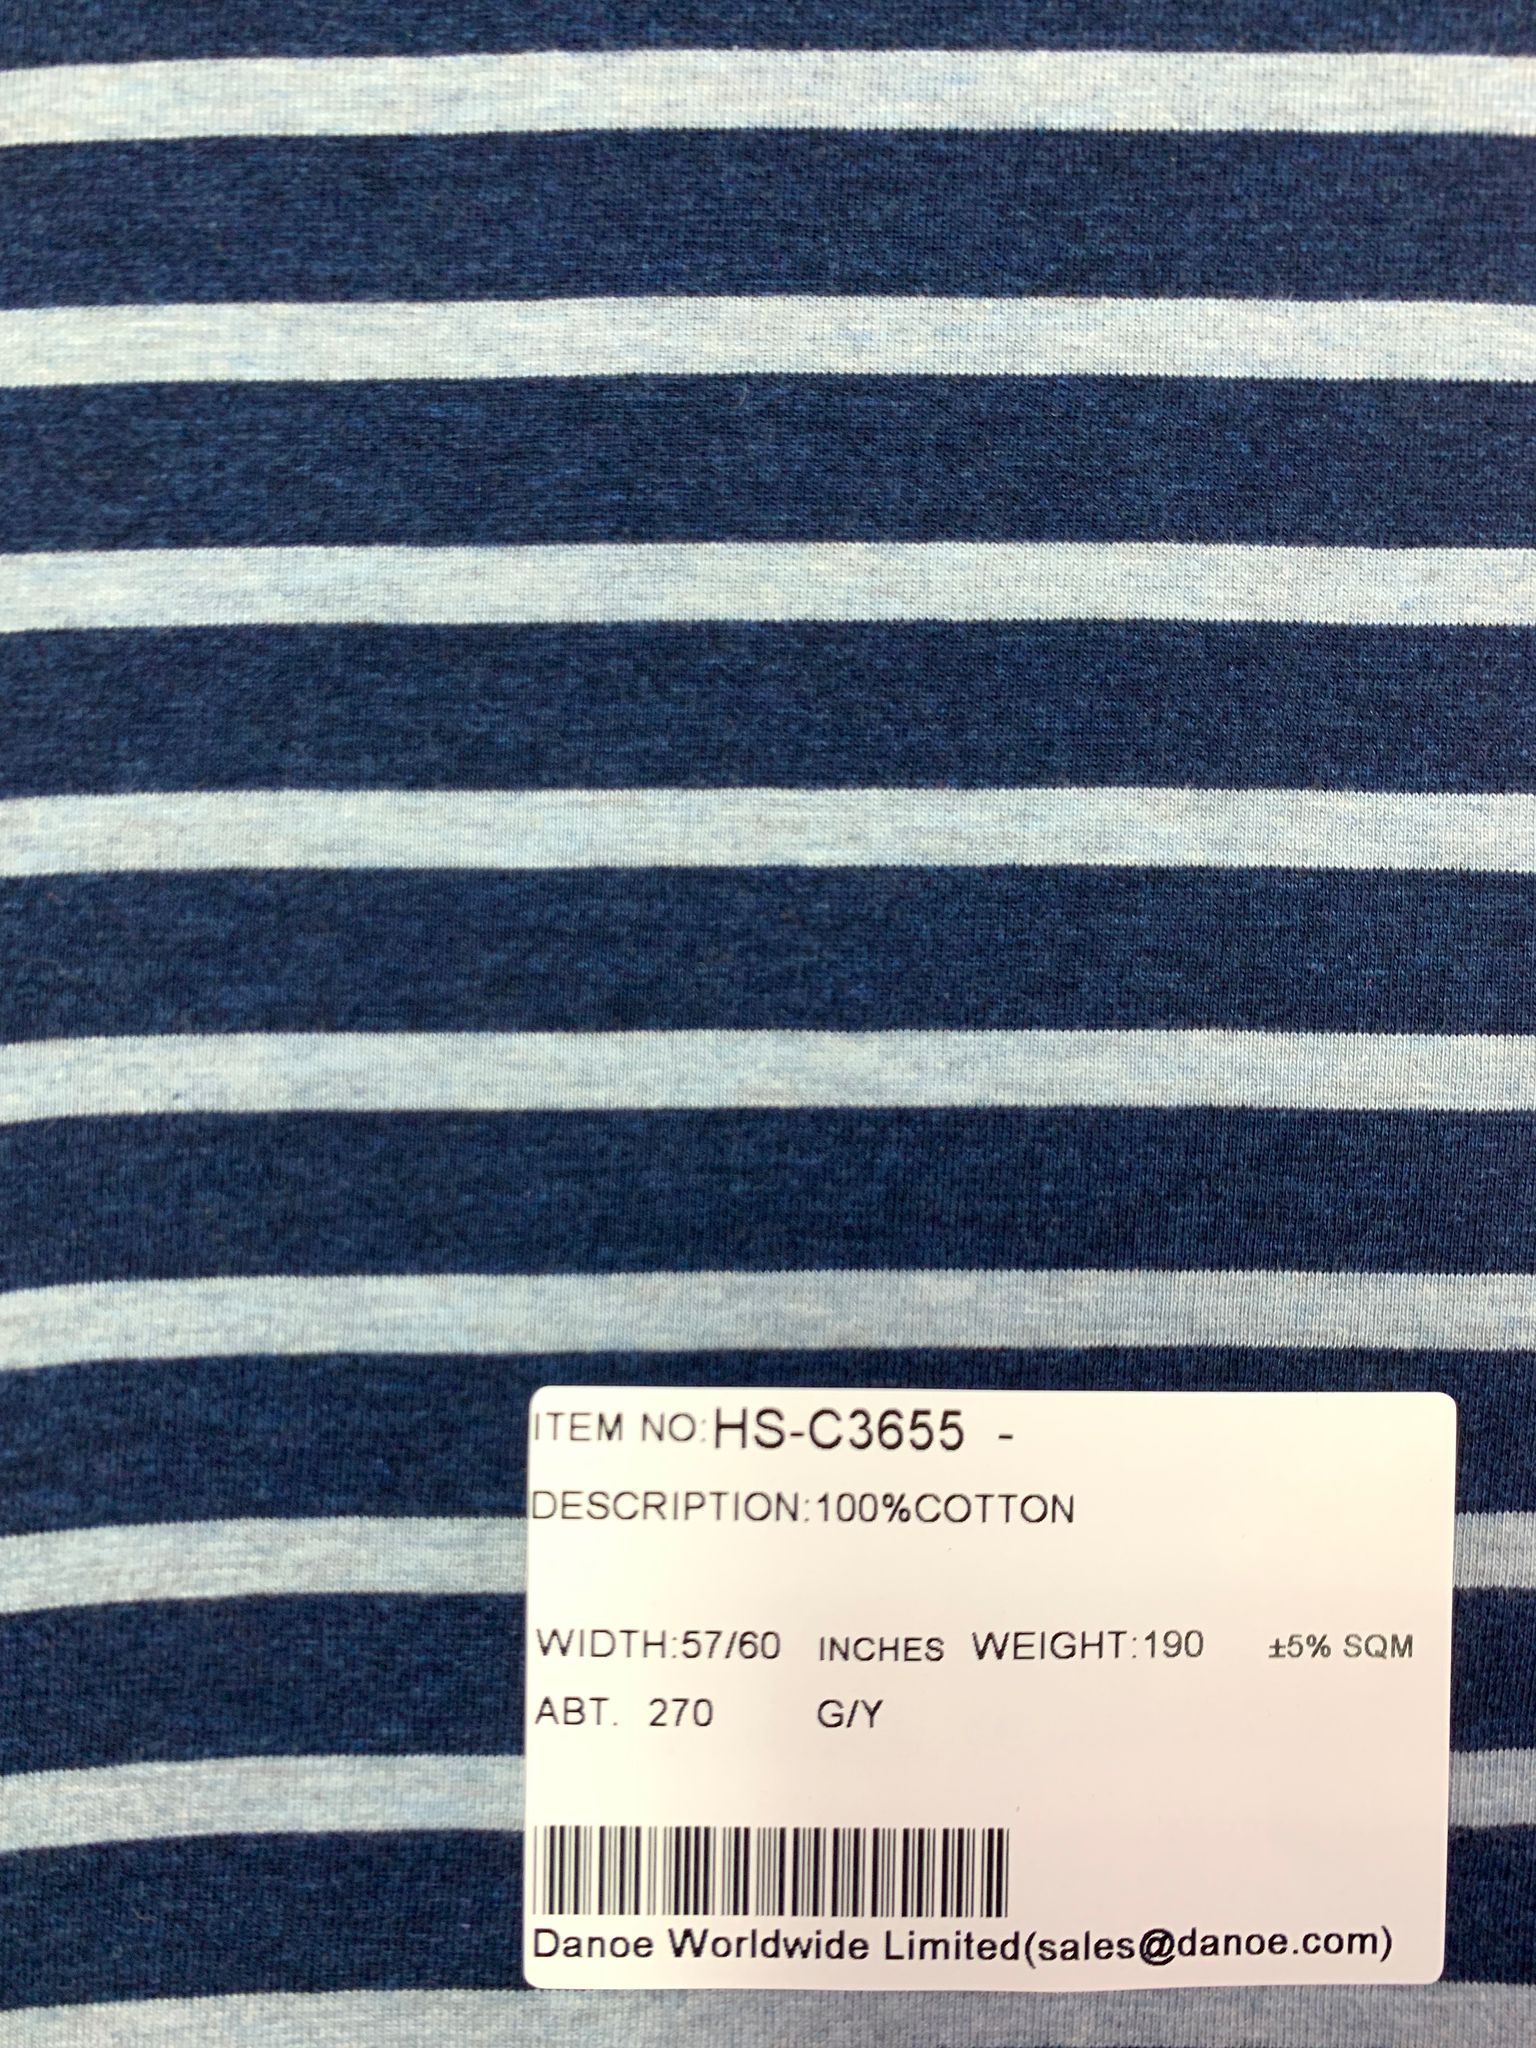 ITEM NO:HS-C3655 -
DESCRIPTION:100%COTTON
WIDTH:57/60 INCHES WEIGHT:190 ±5% SQM
ABT. 270 G/Y
Danoe Worldwide Limited(sales@danoe.com)